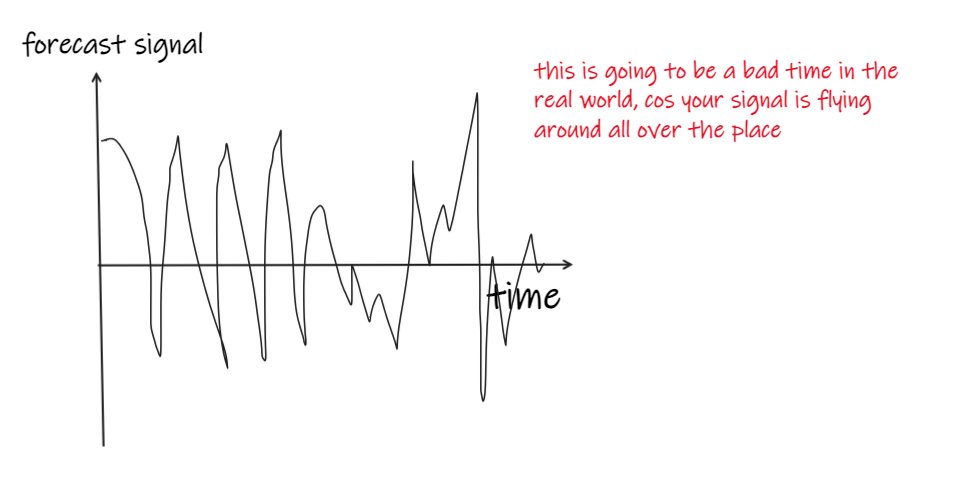 forecast signal
this is going to be a bad time in the
real world, cos your signal is flying
around all over the place
time